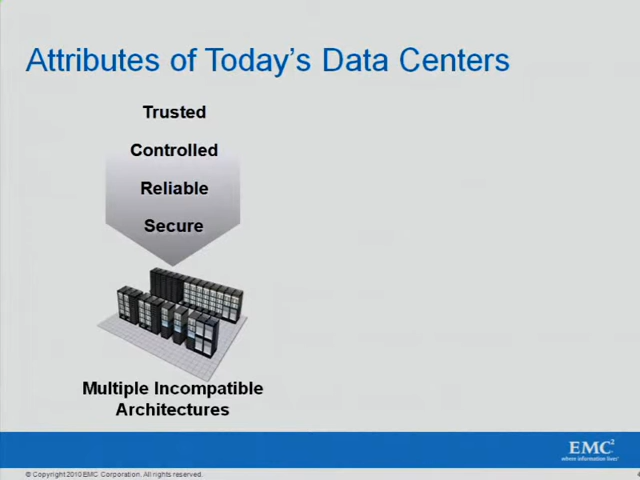 Attributes of Today's Data Centers
Trusted
Controlled
Reliable
Secure
Multiple Incompatible
Architectures
EMC²
where information lives®
© Copyright 2010 EMC Corporation. All rights reserved.
4